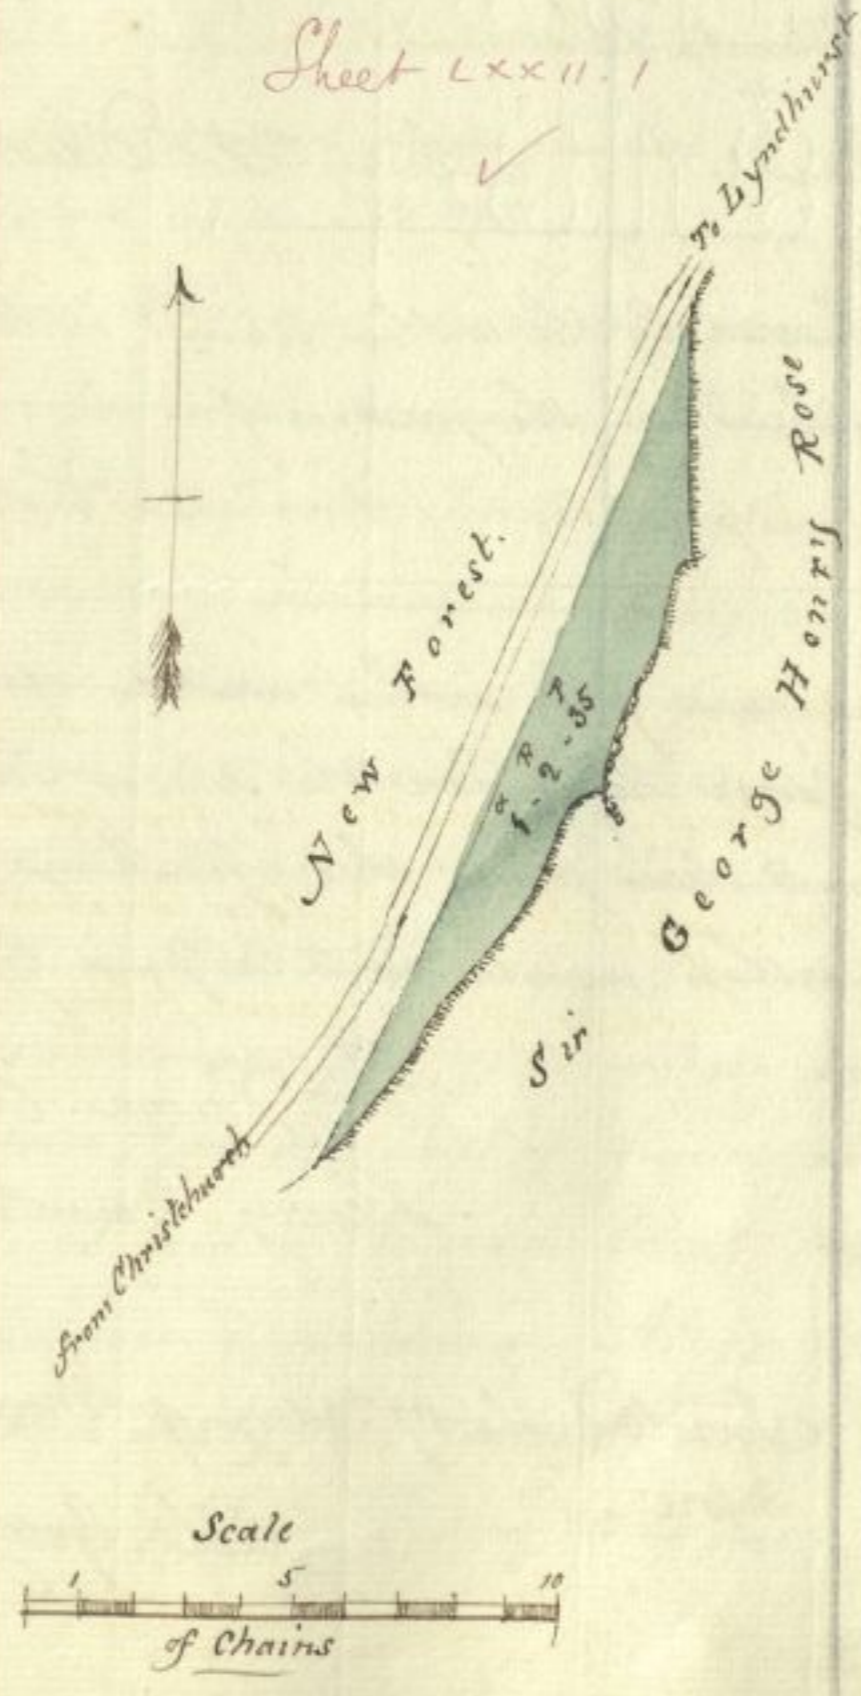 Sheet LXXII. 1
To Lyndhurst
New Forest.
A R P
1 - 2 - 35
Sir George Henry Rose
from Christchurch
Scale
1 5 10
of Chains